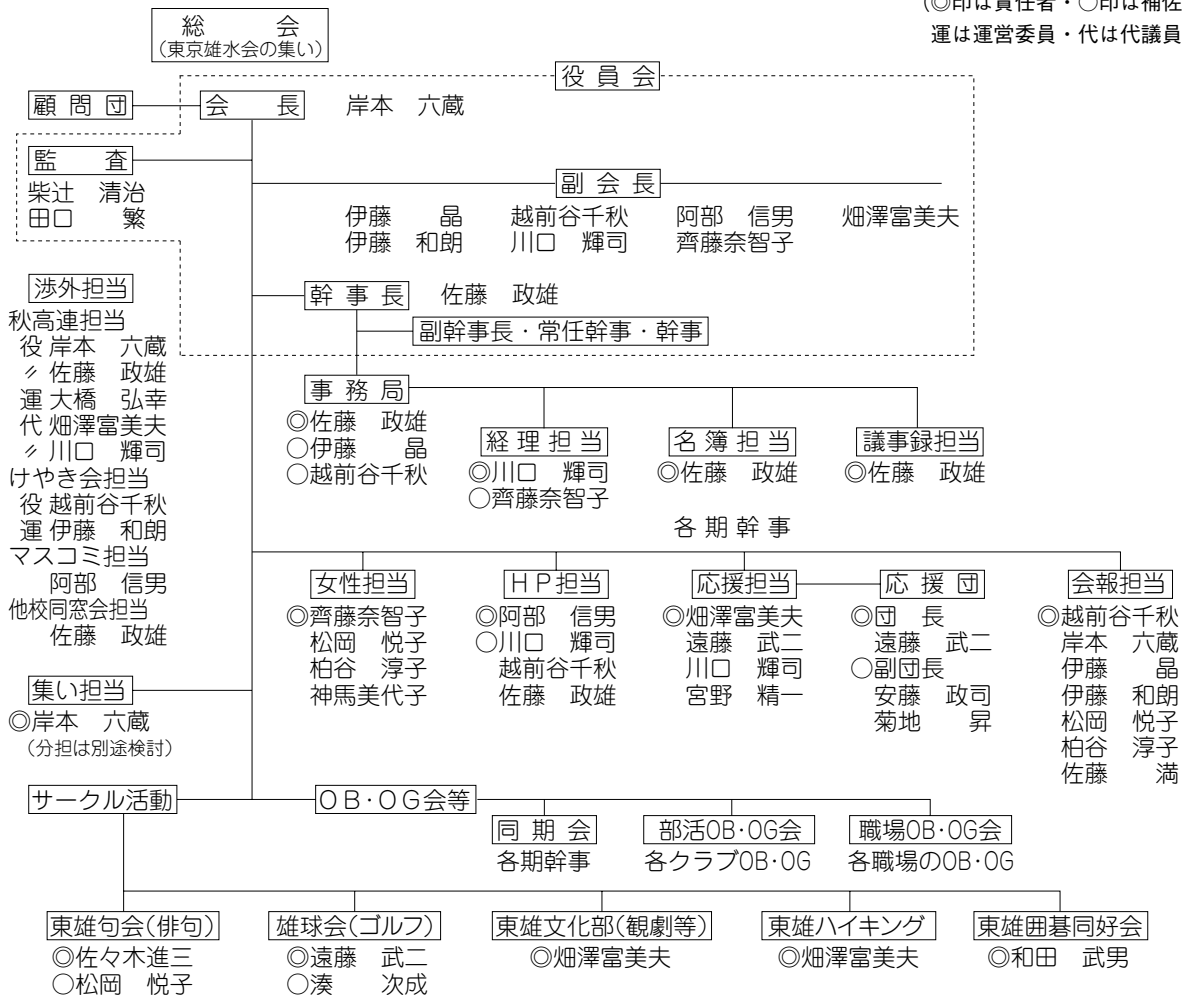 (◎印は責任者・○印は補佐
運は運営委員・代は代議員
総　　会
(東京雄水会の集い)
役員会
顧問団
会　長
岸本　六蔵
監　　査
柴辻　清治
田口　　繁
副会長
伊藤　　晶　越前谷千秋　阿部　信男　畑澤富美夫
伊藤　和朗　川口　輝司　齊藤奈智子
渉外担当
秋高連担当
役 岸本　六蔵
〃 佐藤　政雄
運 大橋　弘幸
代 畑澤富美夫
〃 川口　輝司
けやき会担当
役 越前谷千秋
運 伊藤　和朗
マスコミ担当
阿部　信男
他校同窓会担当
佐藤　政雄
幹事長
佐藤　政雄
副幹事長・常任幹事・幹事
事務局
◎佐藤　政雄
○伊藤　　晶
○越前谷千秋
経理担当
◎川口　輝司
○齊藤奈智子
名簿担当
◎佐藤　政雄
議事録担当
◎佐藤　政雄
各期幹事
女性担当
◎齊藤奈智子
松岡　悦子
柏谷　淳子
神馬美代子
HP担当
◎阿部　信男
○川口　輝司
越前谷千秋
佐藤　政雄
応援担当
◎畑澤富美夫
遠藤　武二
川口　輝司
宮野　精一
応援団
◎団　長
遠藤　武二
○副団長
安藤　政司
菊地　　昇
会報担当
◎越前谷千秋
岸本　六蔵
伊藤　　晶
伊藤　和朗
松岡　悦子
柏谷　淳子
佐藤　　満
集い担当
◎岸本　六蔵
(分担は別途検討)
サークル活動
OB・OG会等
同期会
各期幹事
部活OB・OG会
各クラブOB・OG
職場OB・OG会
各職場のOB・OG
東雄句会(俳句)
◎佐々木進三
○松岡　悦子
雄球会(ゴルフ)
◎遠藤　武二
○湊　　次成
東雄文化部(観劇等)
◎畑澤富美夫
東雄ハイキング
◎畑澤富美夫
東雄囲碁同好会
◎和田　武男